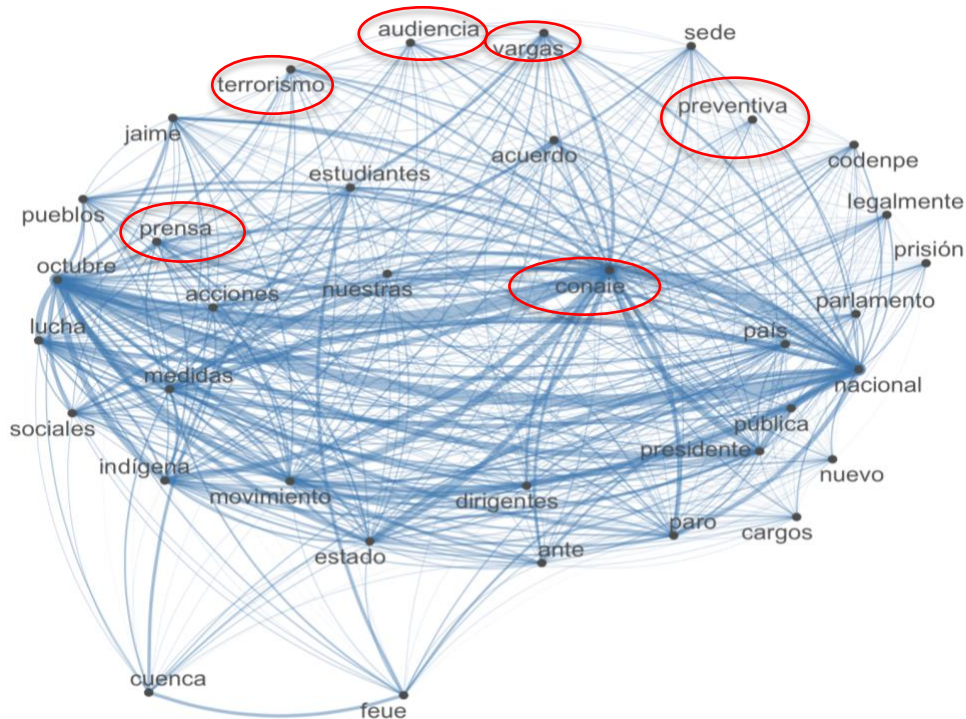 audiencia
vargas
sede
terrorismo
preventiva
jaime
acuerdo
codenpe
estudiantes
pueblos
legalmente
prensa
prisión
octubre
acciones
nuestras
conaie
parlamento
lucha
país
medidas
nacional
sociales
pública
indígena
presidente
movimiento
dirigentes
nuevo
estado
ante
paro
cargos
cuenca
feue